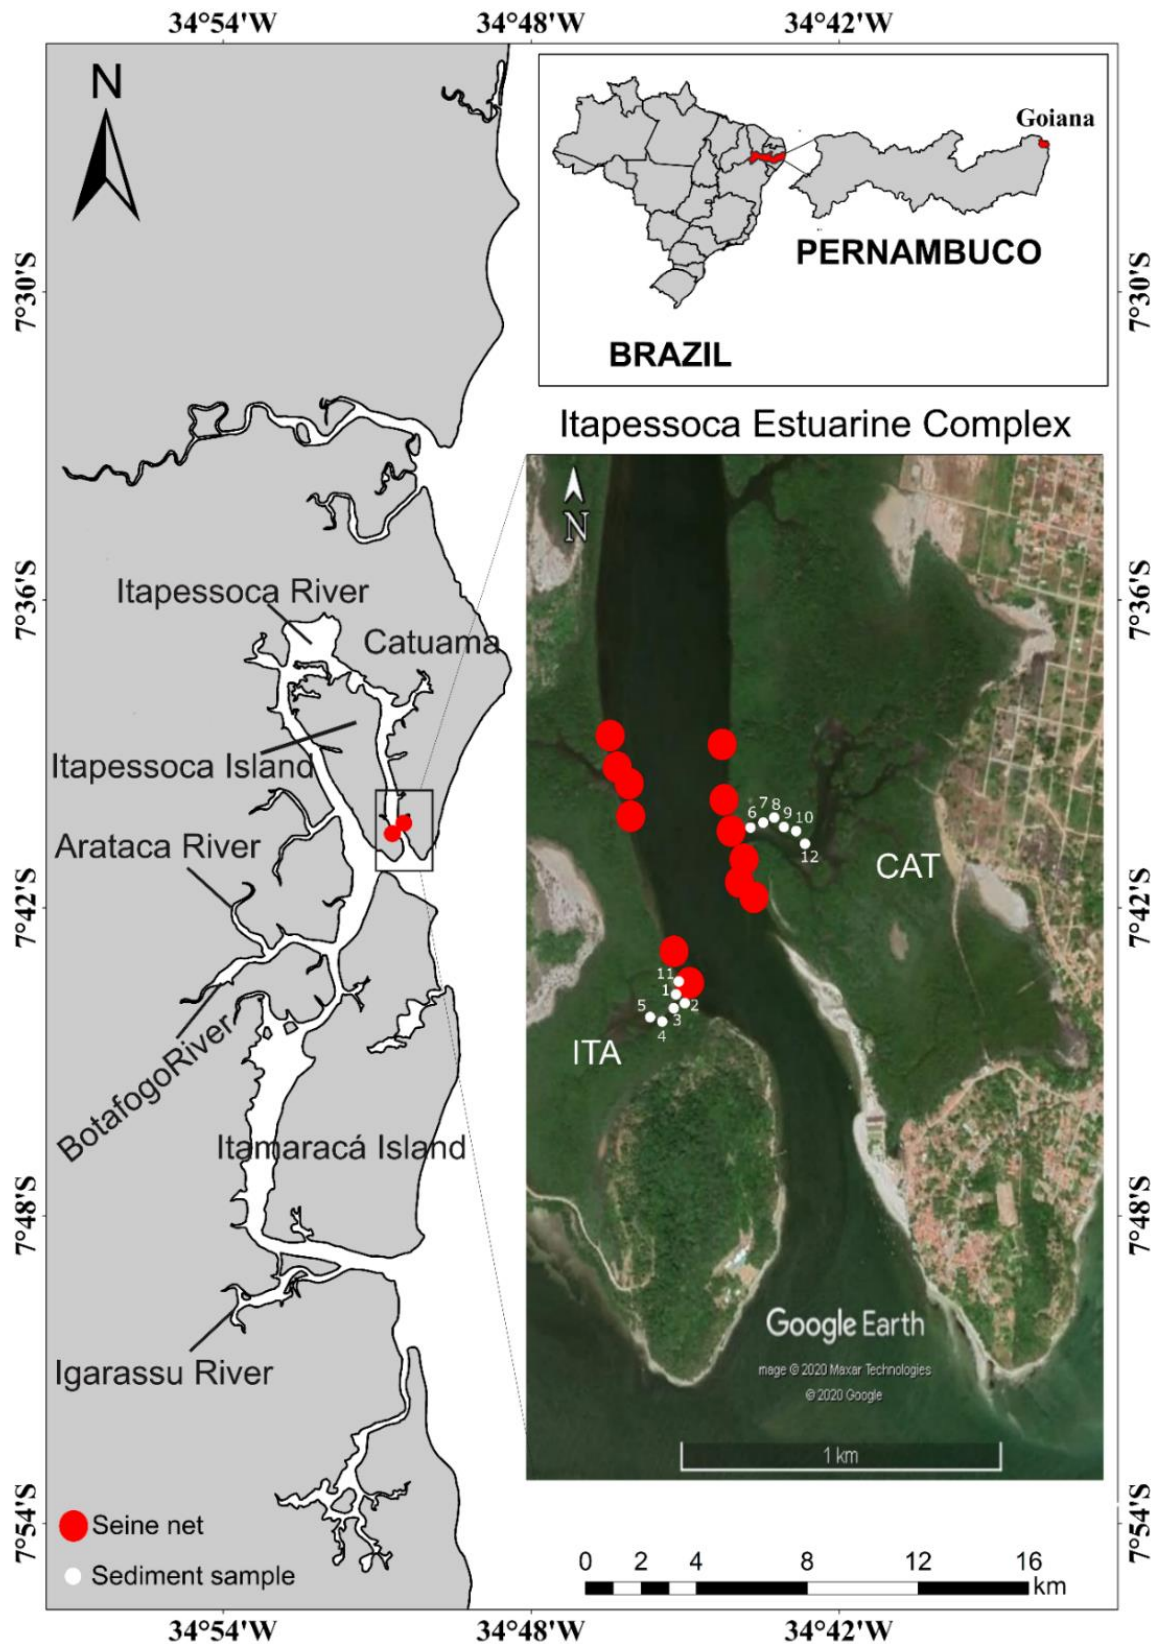 34°54'W 34°48'W 34°42'W
N
Goiana
PERNAMBUCO
BRAZIL
7°30'S 7°30'S
Itapessoca Estuarine Complex
N
7°36'S 7°36'S
Itapessoca River
Catuama
Itapessoca Island
Arataca River
6 7 8 9 10 12
CAT
7°42'S 7°42'S
11
1
2
3
5
4
ITA
BotafogoRiver
Itamaracá Island
7°48'S 7°48'S
Igarassu River
Google Earth
mage © 2020 Maxar Technologies
© 2020 Google
1 km
7°54'S 7°54'S
Seine net
Sediment sample
0 2 4 8 12 16
km
34°54'W 34°48'W 34°42'W